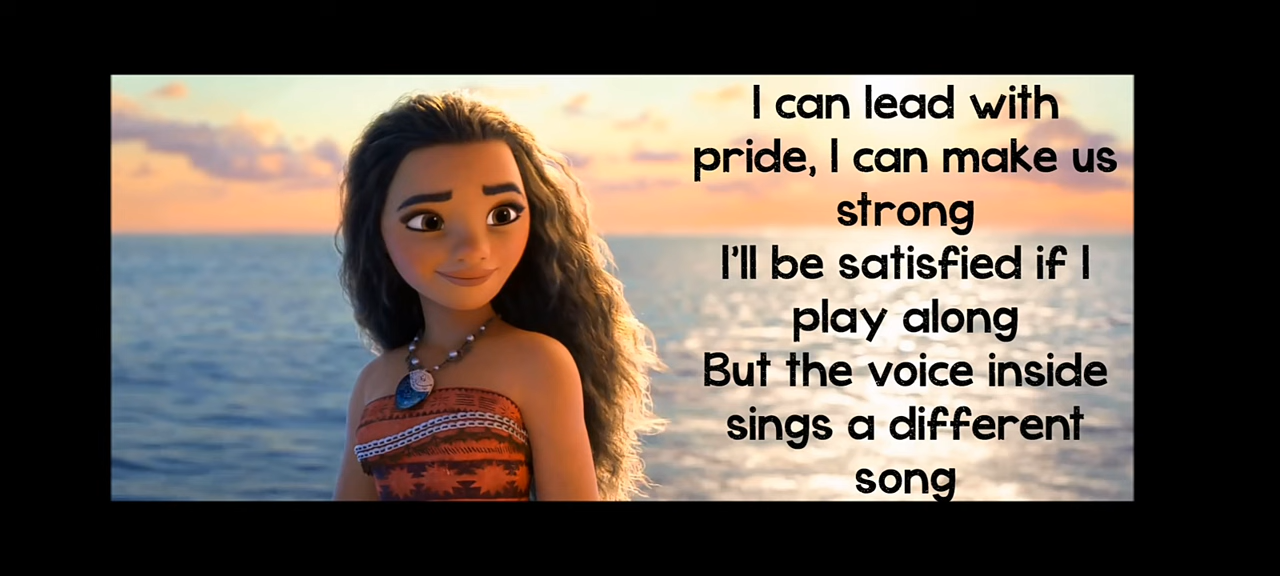 I can lead with
pride, I can make us
strong
I'll be satisfied if I
play along
But the voice inside
sings a different
song